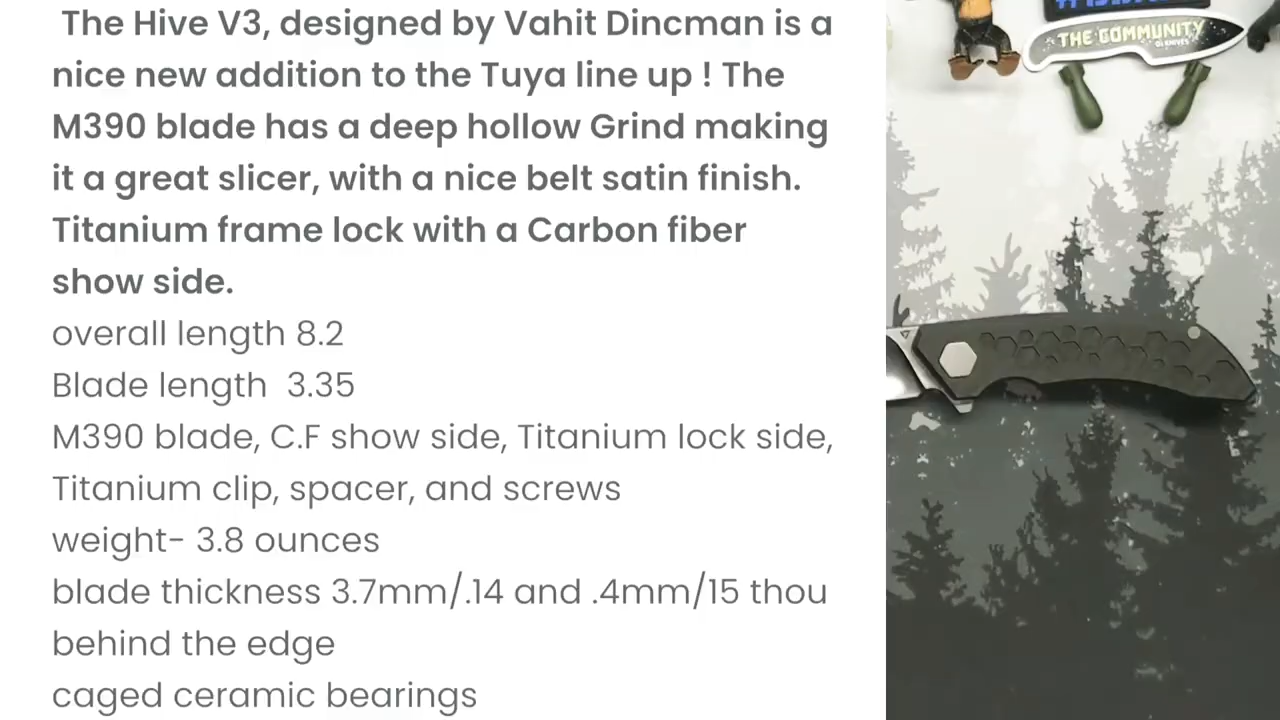 The Hive V3, designed by Vahit Dincman is a
nice new addition to the Tuya line up ! The
M390 blade has a deep hollow Grind making
it a great slicer, with a nice belt satin finish.
Titanium frame lock with a Carbon fiber
show side.
overall length 8.2
Blade length  3.35
M390 blade, C.F show side, Titanium lock side,
Titanium clip, spacer, and screws
weight- 3.8 ounces
blade thickness 3.7mm/.14 and .4mm/15 thou
behind the edge
caged ceramic bearings
THE COMMUNITY